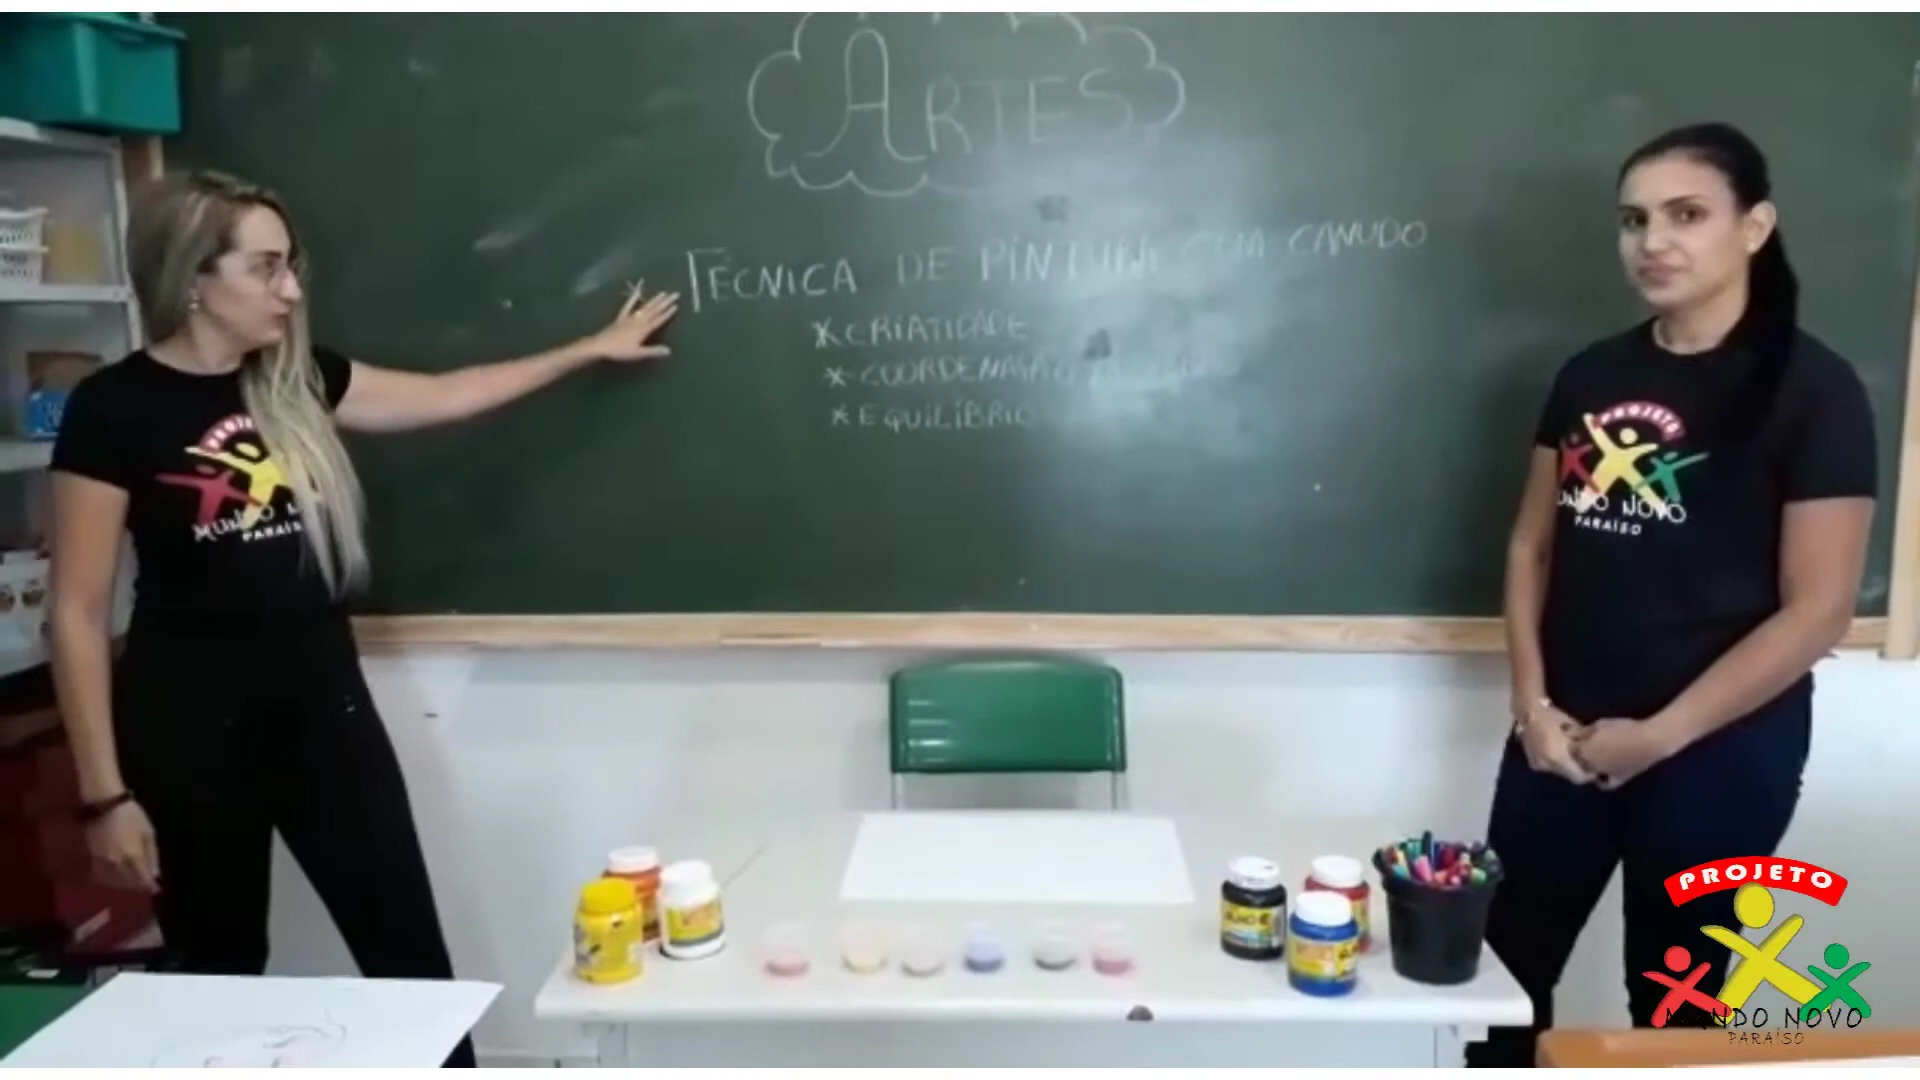 ARTES
* TÉCNICA DE PINTURA COM CANUDO
* CRIATIDADE
* COORDENAÇÃO
* EQUILÍBRIO
PROJETO
MUNDO NOVO
PARAÍSO
PROJETO
MUNDO NOVO
PARAÍSO
PROJETO
MUNDO NOVO
PARAÍSO